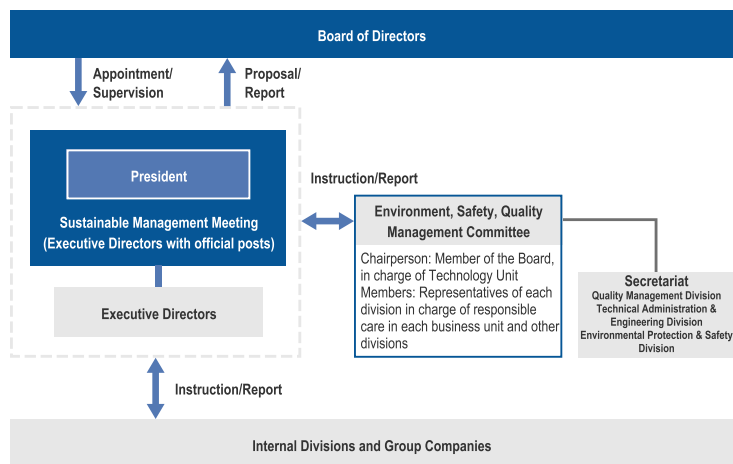 Board of Directors
Appointment/
Supervision
Proposal/
Report
President
Sustainable Management Meeting
(Executive Directors with official posts)
Executive Directors
Instruction/Report
Environment, Safety, Quality
Management Committee
Chairperson: Member of the Board,
in charge of Technology Unit
Members: Representatives of each
division in charge of responsible
care in each business unit and other
divisions
Secretariat
Quality Management Division
Technical Administration &
Engineering Division
Environmental Protection & Safety
Division
Instruction/Report
Internal Divisions and Group Companies